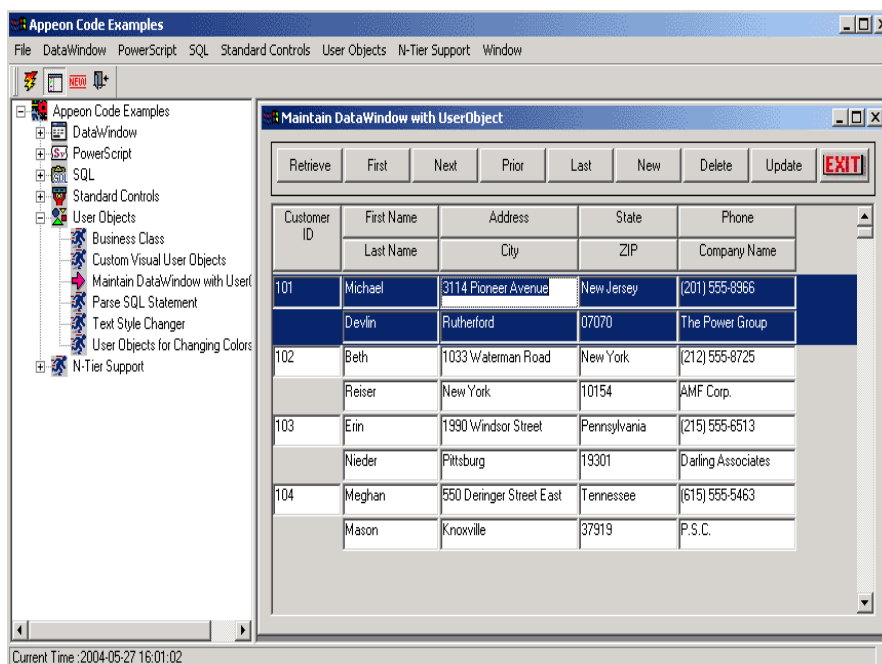 Appeon Code Examples
File DataWindow PowerScript SQL Standard Controls User Objects N-Tier Support Window
NEW
Appeon Code Examples
DataWindow
PowerScript
SQL
Standard Controls
User Objects
Business Class
Custom Visual User Objects
Maintain DataWindow with User(
Parse SQL Statement
Text Style Changer
User Objects for Changing Colors
N-Tier Support
Maintain DataWindow with UserObject
Retrieve First Next Prior Last New Delete Update EXIT
Customer ID First Name Address State Phone
Last Name City ZIP Company Name
101 Michael 3114 Pioneer Avenue New Jersey (201) 555-8966
Devlin Rutherford 07070 The Power Group
102 Beth 1033 Waterman Road New York (212) 555-8725
Reiser New York 10154 AMF Corp.
103 Erin 1990 Windsor Street Pennsylvania (215) 555-6513
Nieder Pittsburg 19301 Darling Associates
104 Meghan 550 Deringer Street East Tennessee (615) 555-5463
Mason Knoxville 37919 P.S.C.
Current Time :2004-05-27 16:01:02